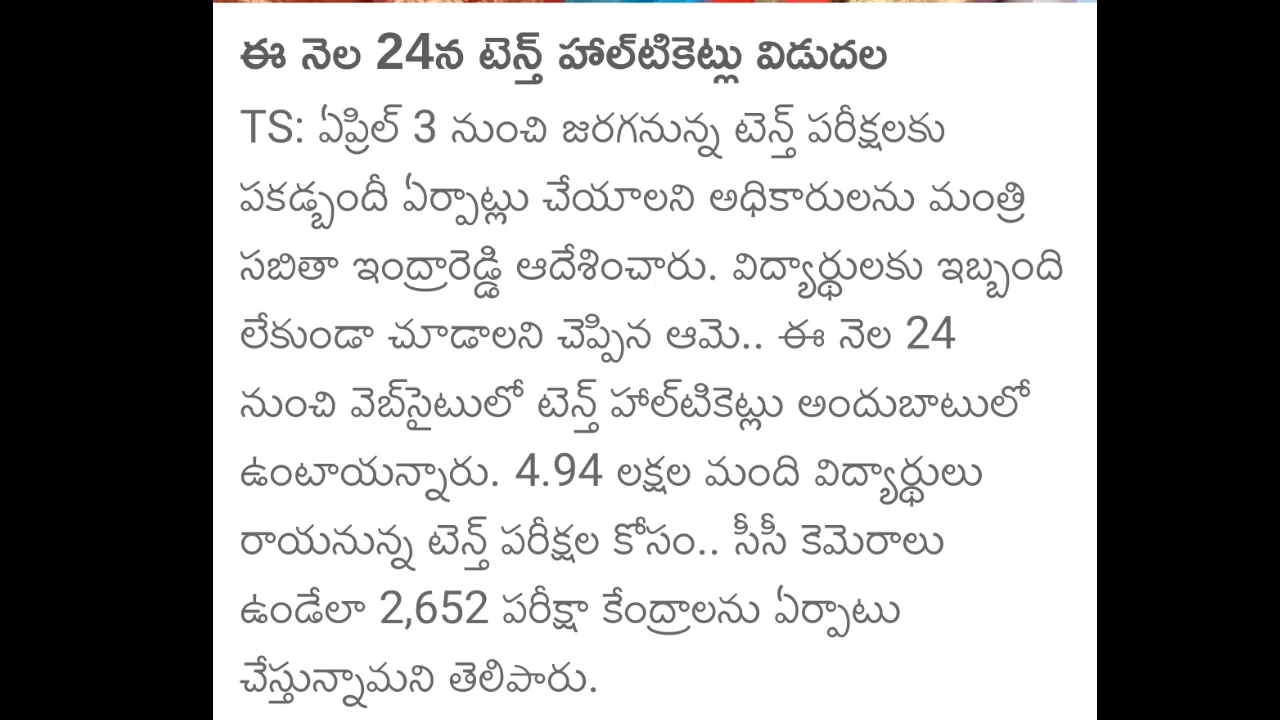 ఈ నెల 24న టెన్త్ హాల్‌టికెట్లు విడుదల
TS: ఏప్రిల్ 3 నుంచి జరగనున్న టెన్త్ పరీక్షలకు
పకడ్బందీ ఏర్పాట్లు చేయాలని అధికారులను మంత్రి
సబితా ఇంద్రారెడ్డి ఆదేశించారు. విద్యార్థులకు ఇబ్బంది
లేకుండా చూడాలని చెప్పిన ఆమె.. ఈ నెల 24
నుంచి వెబ్‌సైటులో టెన్త్ హాల్‌టికెట్లు అందుబాటులో
ఉంటాయన్నారు. 4.94 లక్షల మంది విద్యార్థులు
రాయనున్న టెన్త్ పరీక్షల కోసం.. సీసీ కెమెరాలు
ఉండేలా 2,652 పరీక్షా కేంద్రాలను ఏర్పాటు
చేస్తున్నామని తెలిపారు.